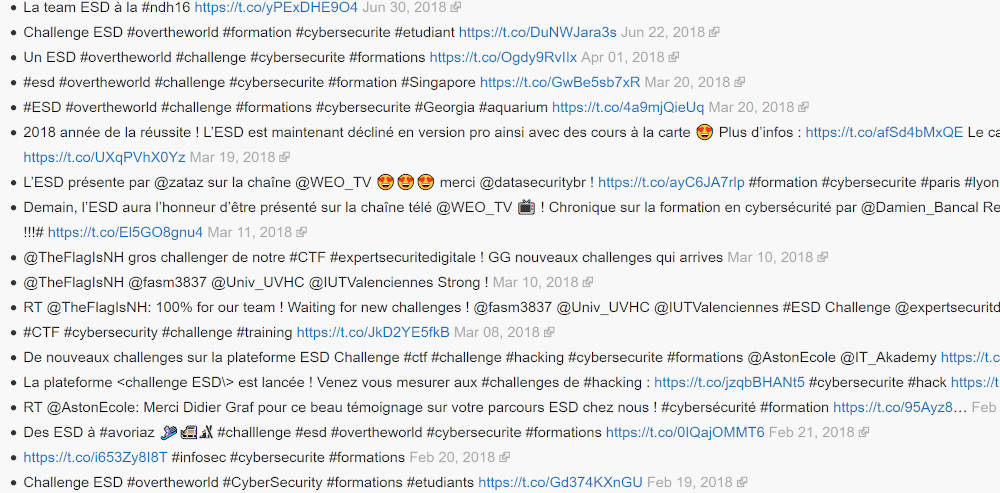 La team ESD à la #ndh16 https://t.co/yPExDHE9O4 Jun 30, 2018
Challenge ESD #overtheworld #formation #cybersecurite #etudiant https://t.co/DuNWJara3s Jun 22, 2018
Un ESD #overtheworld #challenge #cybersecurite #formations https://t.co/Ogdy9RvIIx Apr 01, 2018
#esd #overtheworld #challenge #cybersecurite #formation #Singapore https://t.co/GwBe5sb7xR Mar 20, 2018
#ESD #overtheworld #challenge #formations #cybersecurite #Georgia #aquarium https://t.co/4a9mjQieUq Mar 20, 2018
2018 année de la réussite ! L’ESD est maintenant décliné en version pro ainsi avec des cours à la carte 😍 Plus d’infos : https://t.co/afSd4bMxQE Le ca
https://t.co/UXqPVhX0Yz Mar 19, 2018
L’ESD présente par @zataz sur la chaîne @WEO_TV 😍😍😍 merci @datasecuritybr ! https://t.co/ayC6JA7rlp #formation #cybersecurite #paris #lyon
Demain, l’ESD aura l’honneur d’être présenté sur la chaîne télé @WEO_TV 📺 ! Chronique sur la formation en cybersécurité par @Damien_Bancal Re
!!!# https://t.co/El5GO8gnu4 Mar 11, 2018
@TheFlagIsNH gros challenger de notre #CTF #expertsecuritedigitale ! GG nouveaux challenges qui arrives Mar 10, 2018
@TheFlagIsNH @fasm3837 @Univ_UVHC @IUTValenciennes Strong ! Mar 10, 2018
RT @TheFlagIsNH: 100% for our team ! Waiting for new challenges ! @fasm3837 @Univ_UVHC @IUTValenciennes #ESD Challenge @expertsecuritd
#CTF #cybersecurity #challenge #training https://t.co/JkD2YE5fkB Mar 08, 2018
De nouveaux challenges sur la plateforme ESD Challenge #ctf #challenge #hacking #cybersecurite #formations @AstonEcole @IT_Akademy https://t.c
La plateforme <challenge ESD\> est lancée ! Venez vous mesurer aux #challenges de #hacking : https://t.co/jzqbBHANt5 #cybersecurite #hack https://t
RT @AstonEcole: Merci Didier Graf pour ce beau témoignage sur votre parcours ESD chez nous ! #cybersécurité #formation https://t.co/95Ayz8… Feb
Des ESD à #avoriaz 🎿🚠⛷ #challlenge #esd #overtheworld #cybersecurite #formations https://t.co/0IQajOMMT6 Feb 21, 2018
https://t.co/i653Zy8I8T #infosec #cybersecurite #formations Feb 20, 2018
Challenge ESD #overtheworld #CyberSecurity #formations #etudiants https://t.co/Gd374KXnGU Feb 19, 2018